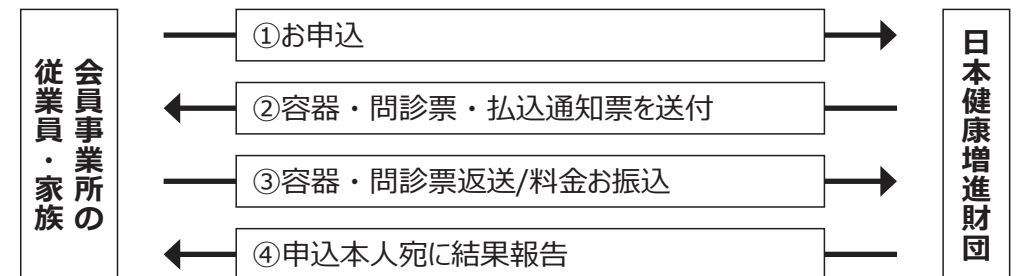 会員事業所の
従業員・家族
①お申込
②容器・問診票・払込通知票を送付
③容器・問診票返送/料金お振込
④申込本人宛に結果報告
日本健康増進財団